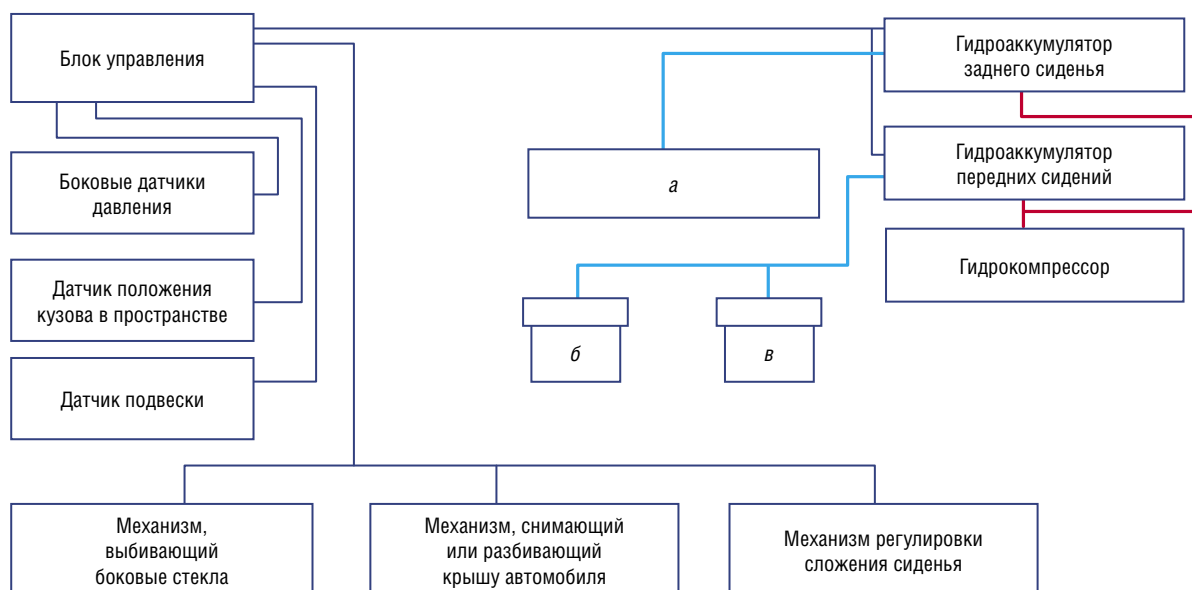 Блок управления
Боковые датчики
давления
Датчик положения
кузова в пространстве
Датчик подвески
а
б
в
Гидроаккумулятор
заднего сиденья
Гидроаккумулятор
передних сидений
Гидрокомпрессор
Механизм,
выбивающий
боковые стекла
Механизм, снимающий
или разбивающий
крышу автомобиля
Механизм регулировки
сложения сиденья